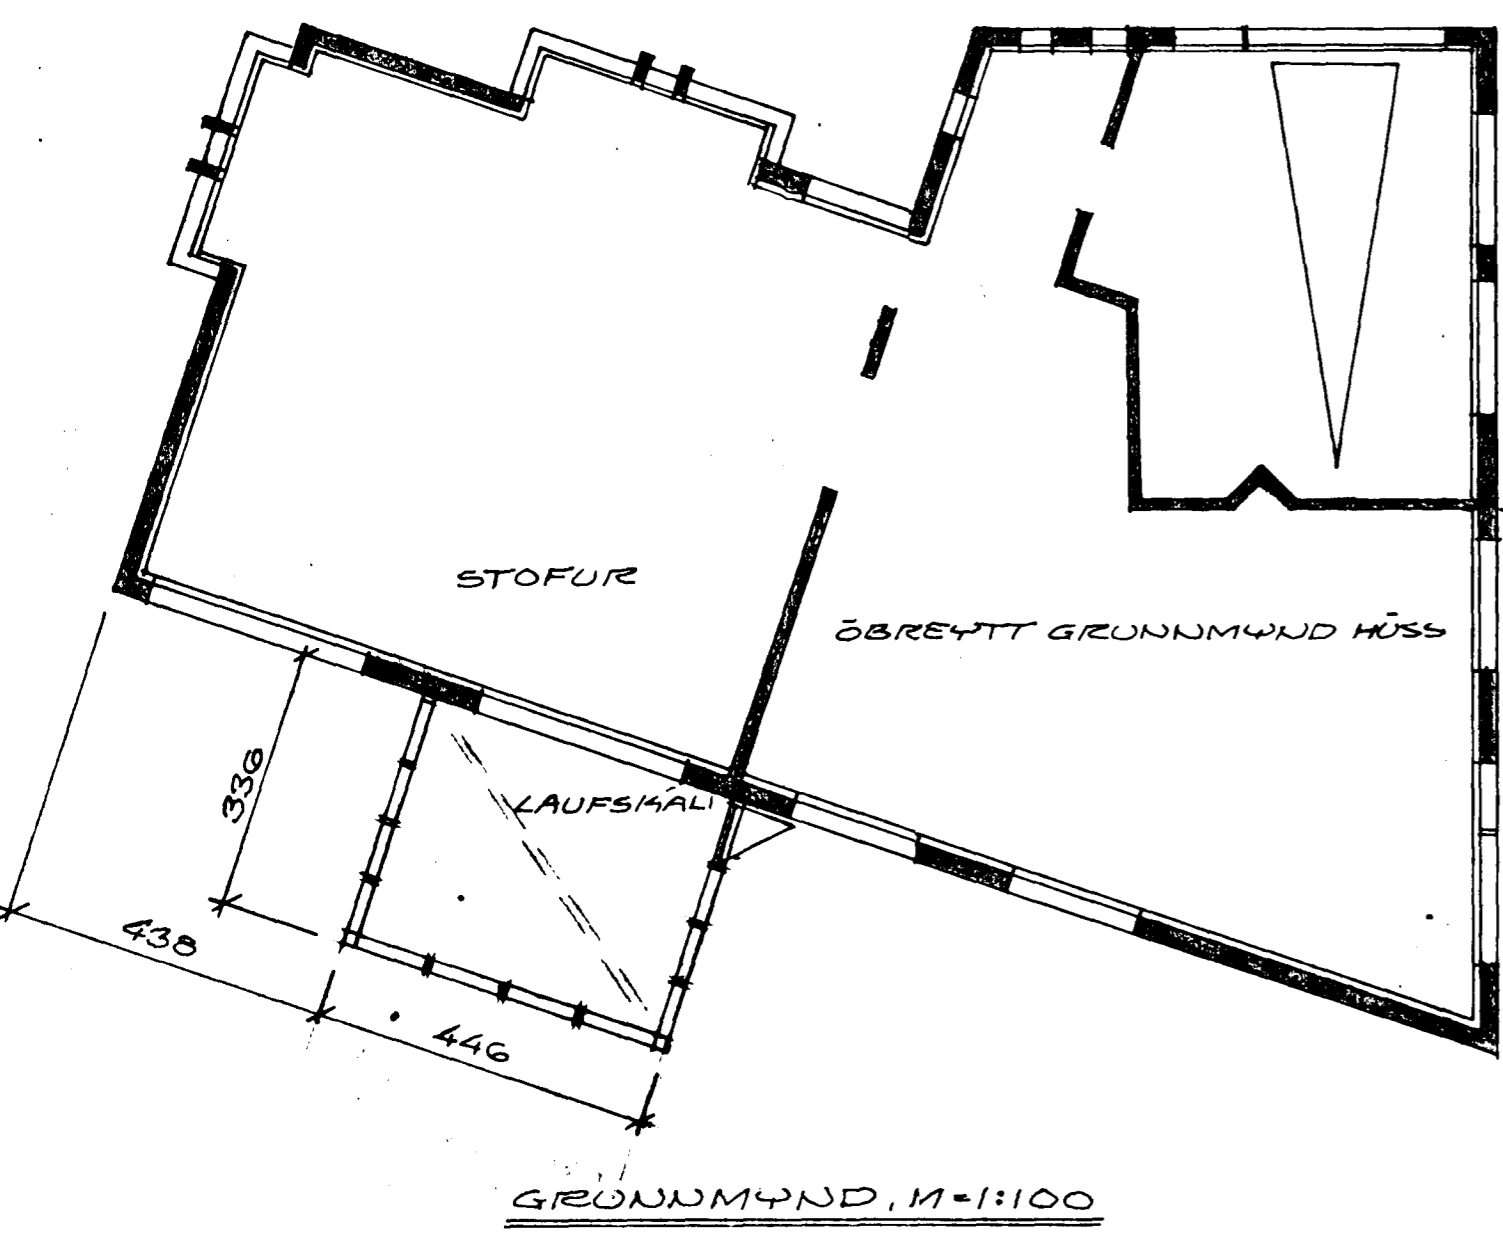 STOFUR
ÓBREYTT GRUNNMYND HÚSS
336
LAUFSKÁLI
438
446
GRUNNMYND, M=1:100